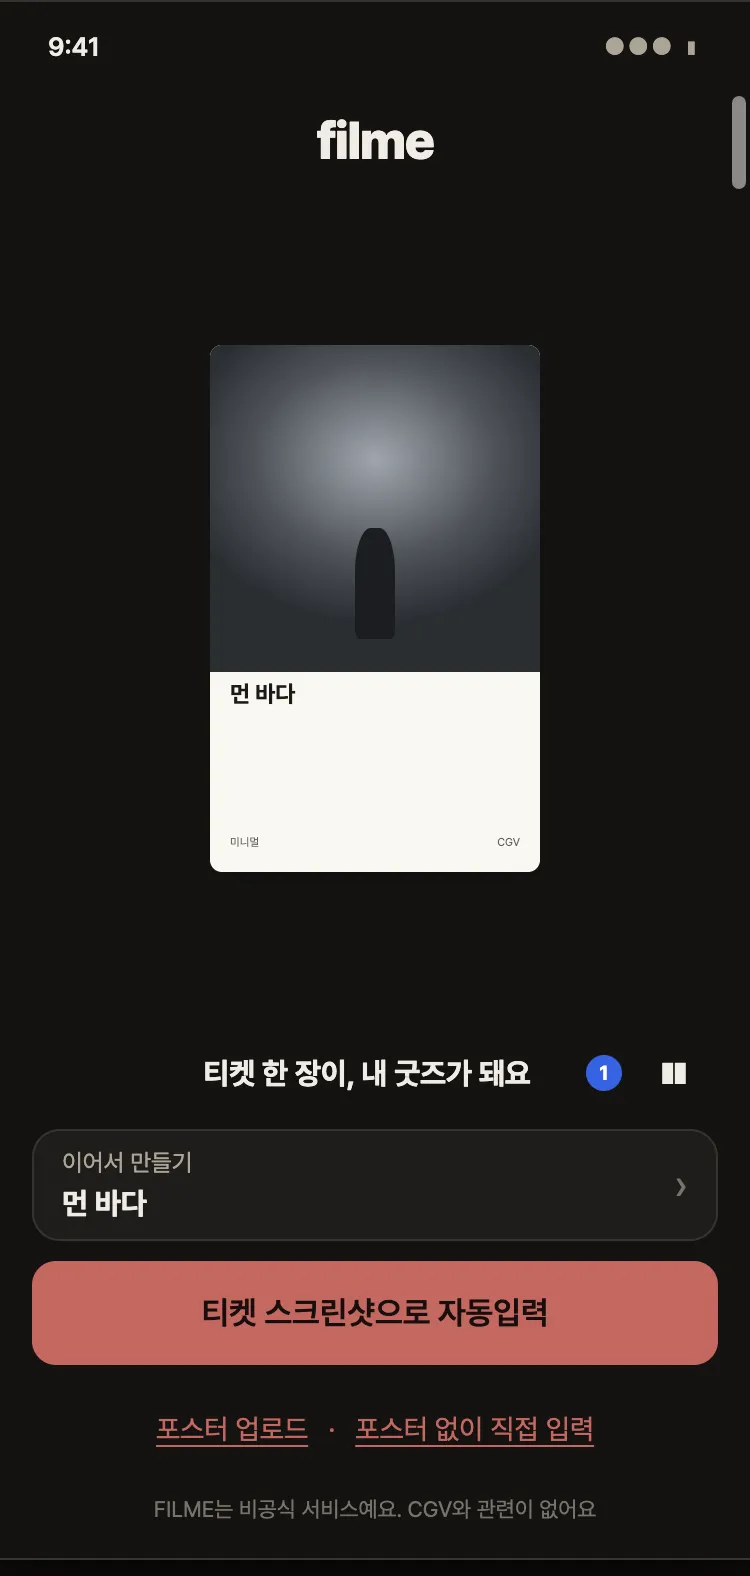 9:41
filme
먼 바다
미니멀 CGV
티켓 한 장이, 내 굿즈가 돼요 1
이어서 만들기
먼 바다
티켓 스크린샷으로 자동입력
포스터 업로드 · 포스터 없이 직접 입력
FILME는 비공식 서비스예요. CGV와 관련이 없어요